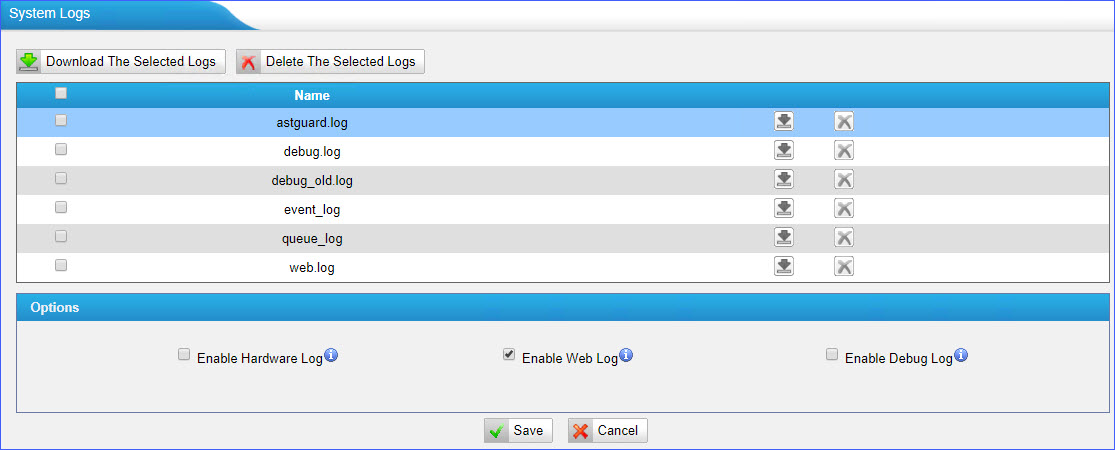 System Logs
Download The Selected Logs Delete The Selected Logs
Name
astguard.log
debug.log
debug_old.log
event_log
queue_log
web.log
Options
Enable Hardware Log Enable Web Log Enable Debug Log
Save Cancel